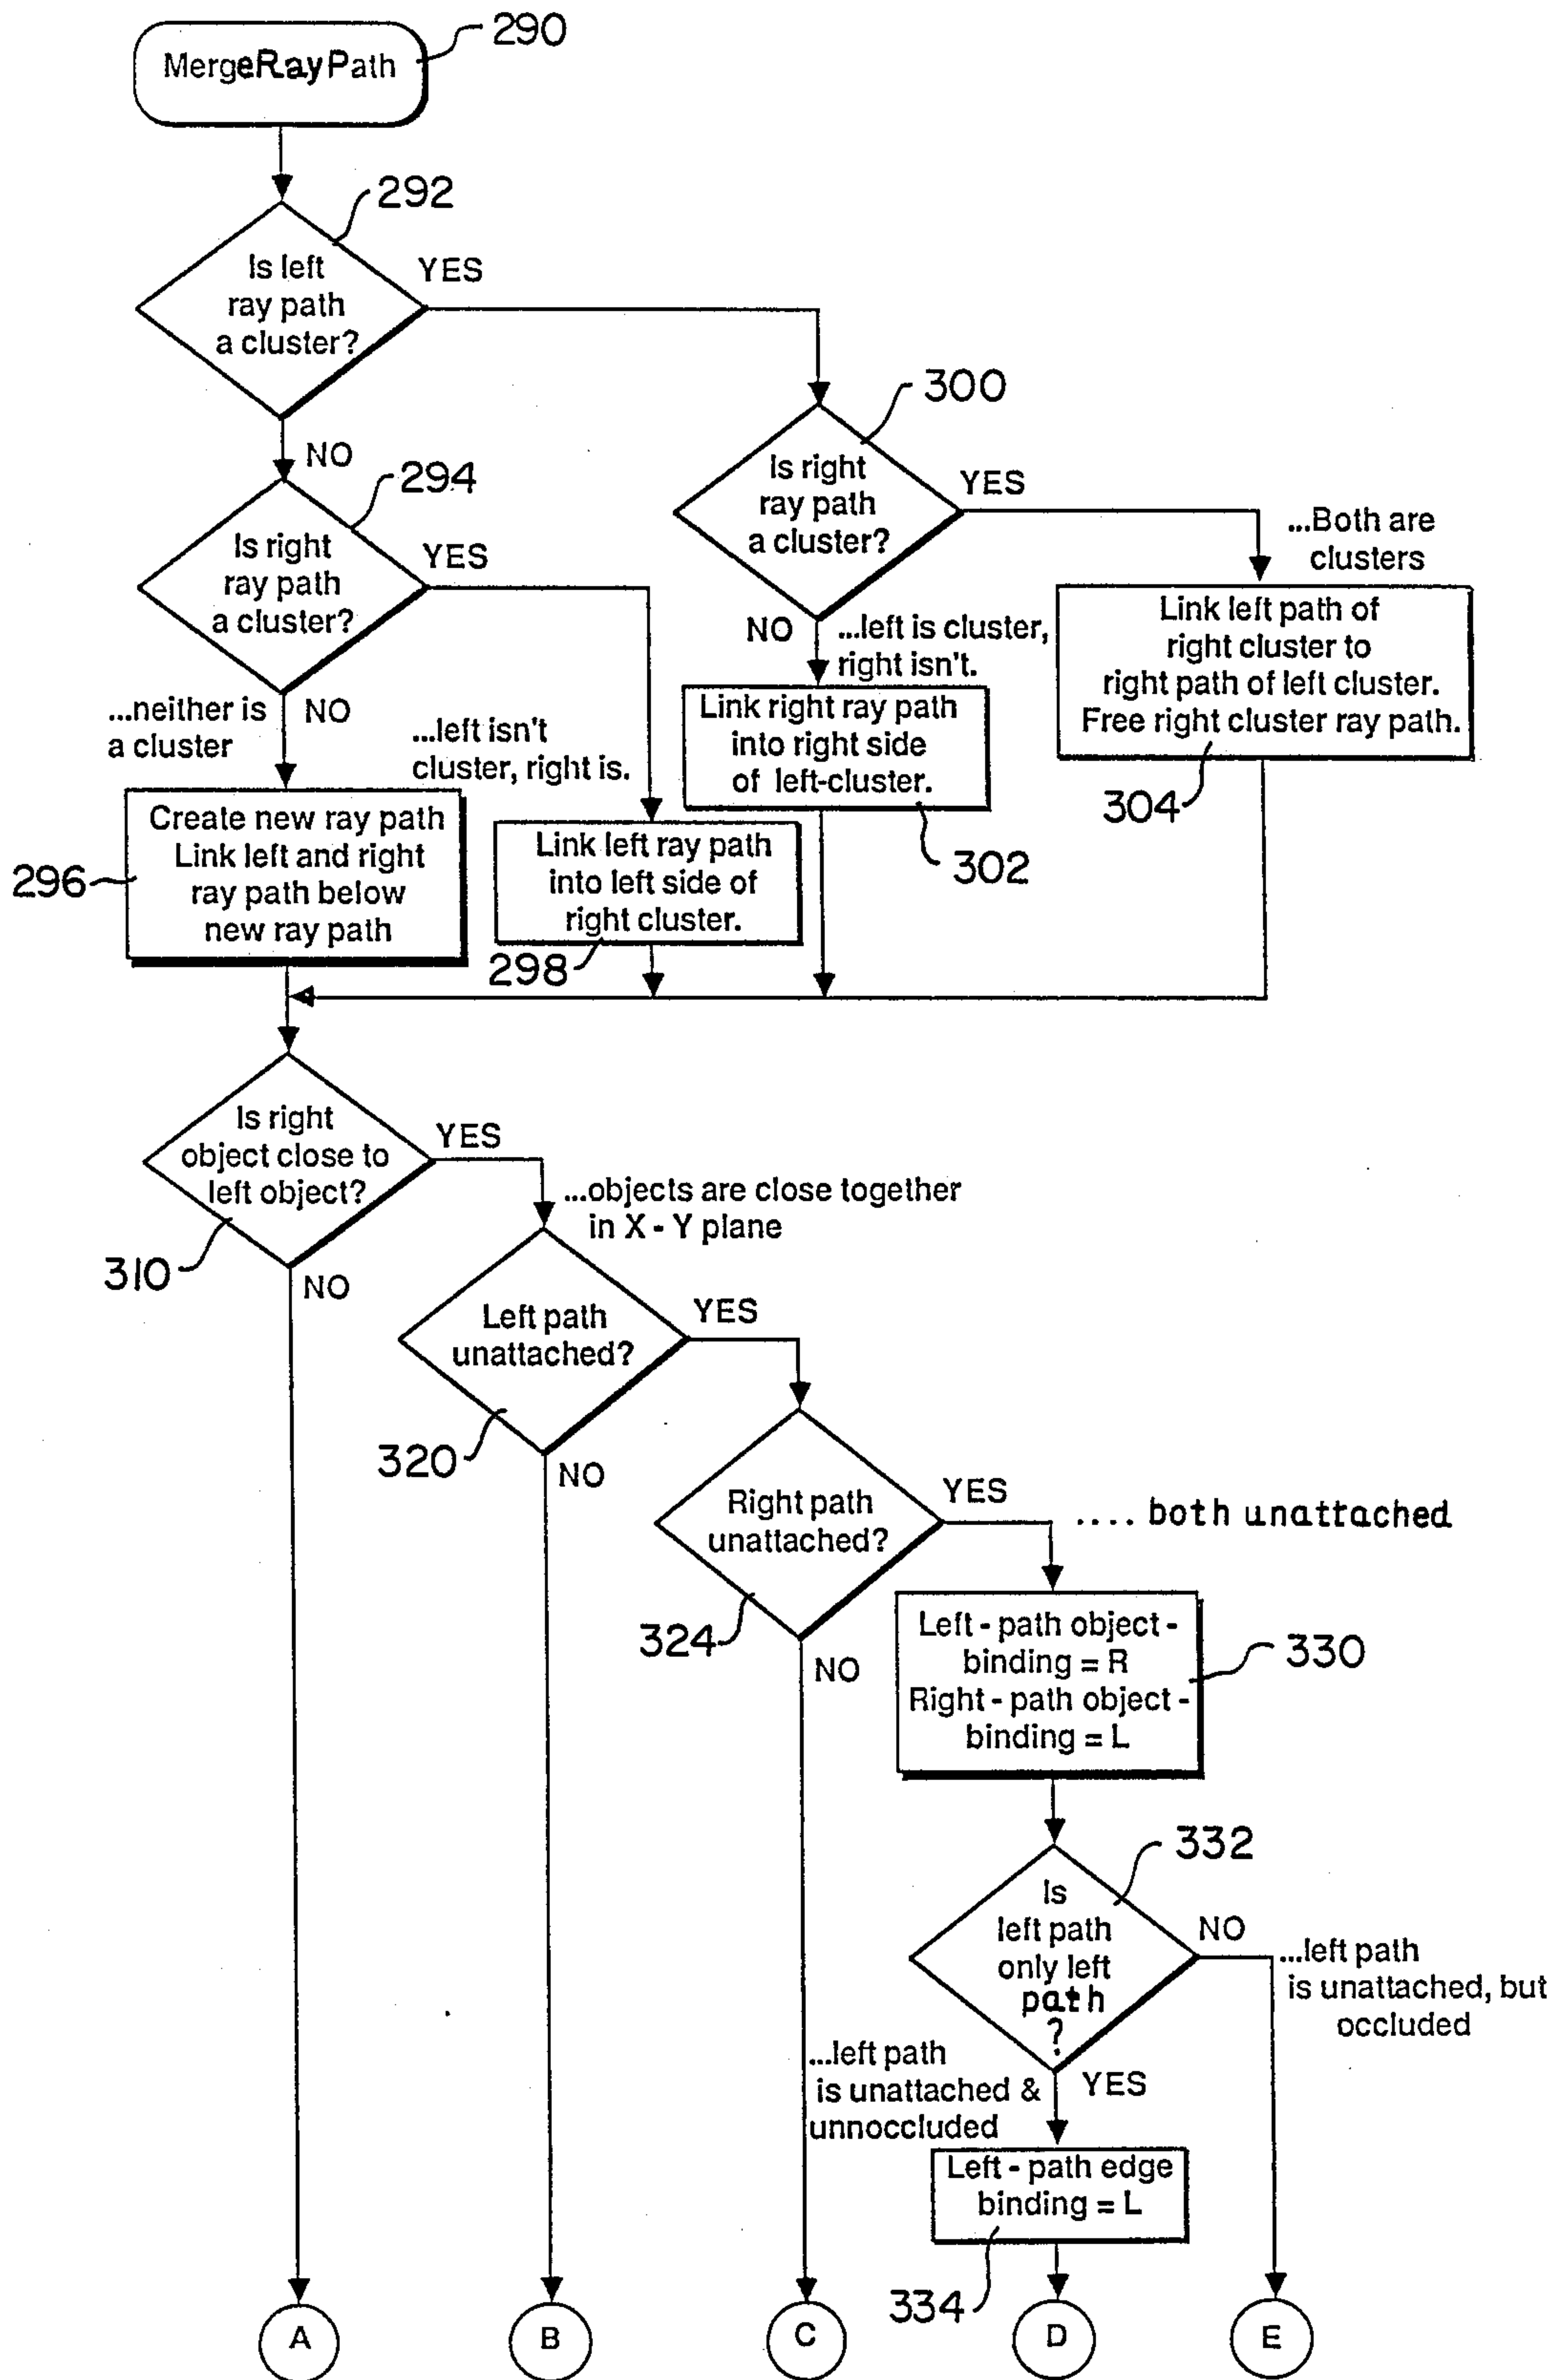 290
MergeRayPath
292
Is left
ray path
a cluster?
YES
NO
300
Is right
ray path
a cluster?
YES
...Both are
clusters
294
Is right
ray path
a cluster?
YES
NO
...left is cluster,
right isn't.
Link left path of
right cluster to
right path of left cluster.
Free right cluster ray path.
304
...neither is
a cluster
NO
...left isn't
cluster, right is.
Link right ray path
into right side
of left-cluster.
302
Create new ray path
Link left and right
ray path below
new ray path
296
Link left ray path
into left side of
right cluster.
298
Is right
object close to
left object?
YES
310
NO
...objects are close together
in X - Y plane
Left path
unattached?
YES
320
NO
Right path
unattached?
YES
.... both unattached
324
NO
Left - path object -
binding = R
Right - path object -
binding = L
330
332
Is
left path
only left
path
?
NO
...left path
is unattached, but
occluded
...left path
is unattached &
unnoccluded
YES
Left - path edge
binding = L
334
A
B
C
D
E